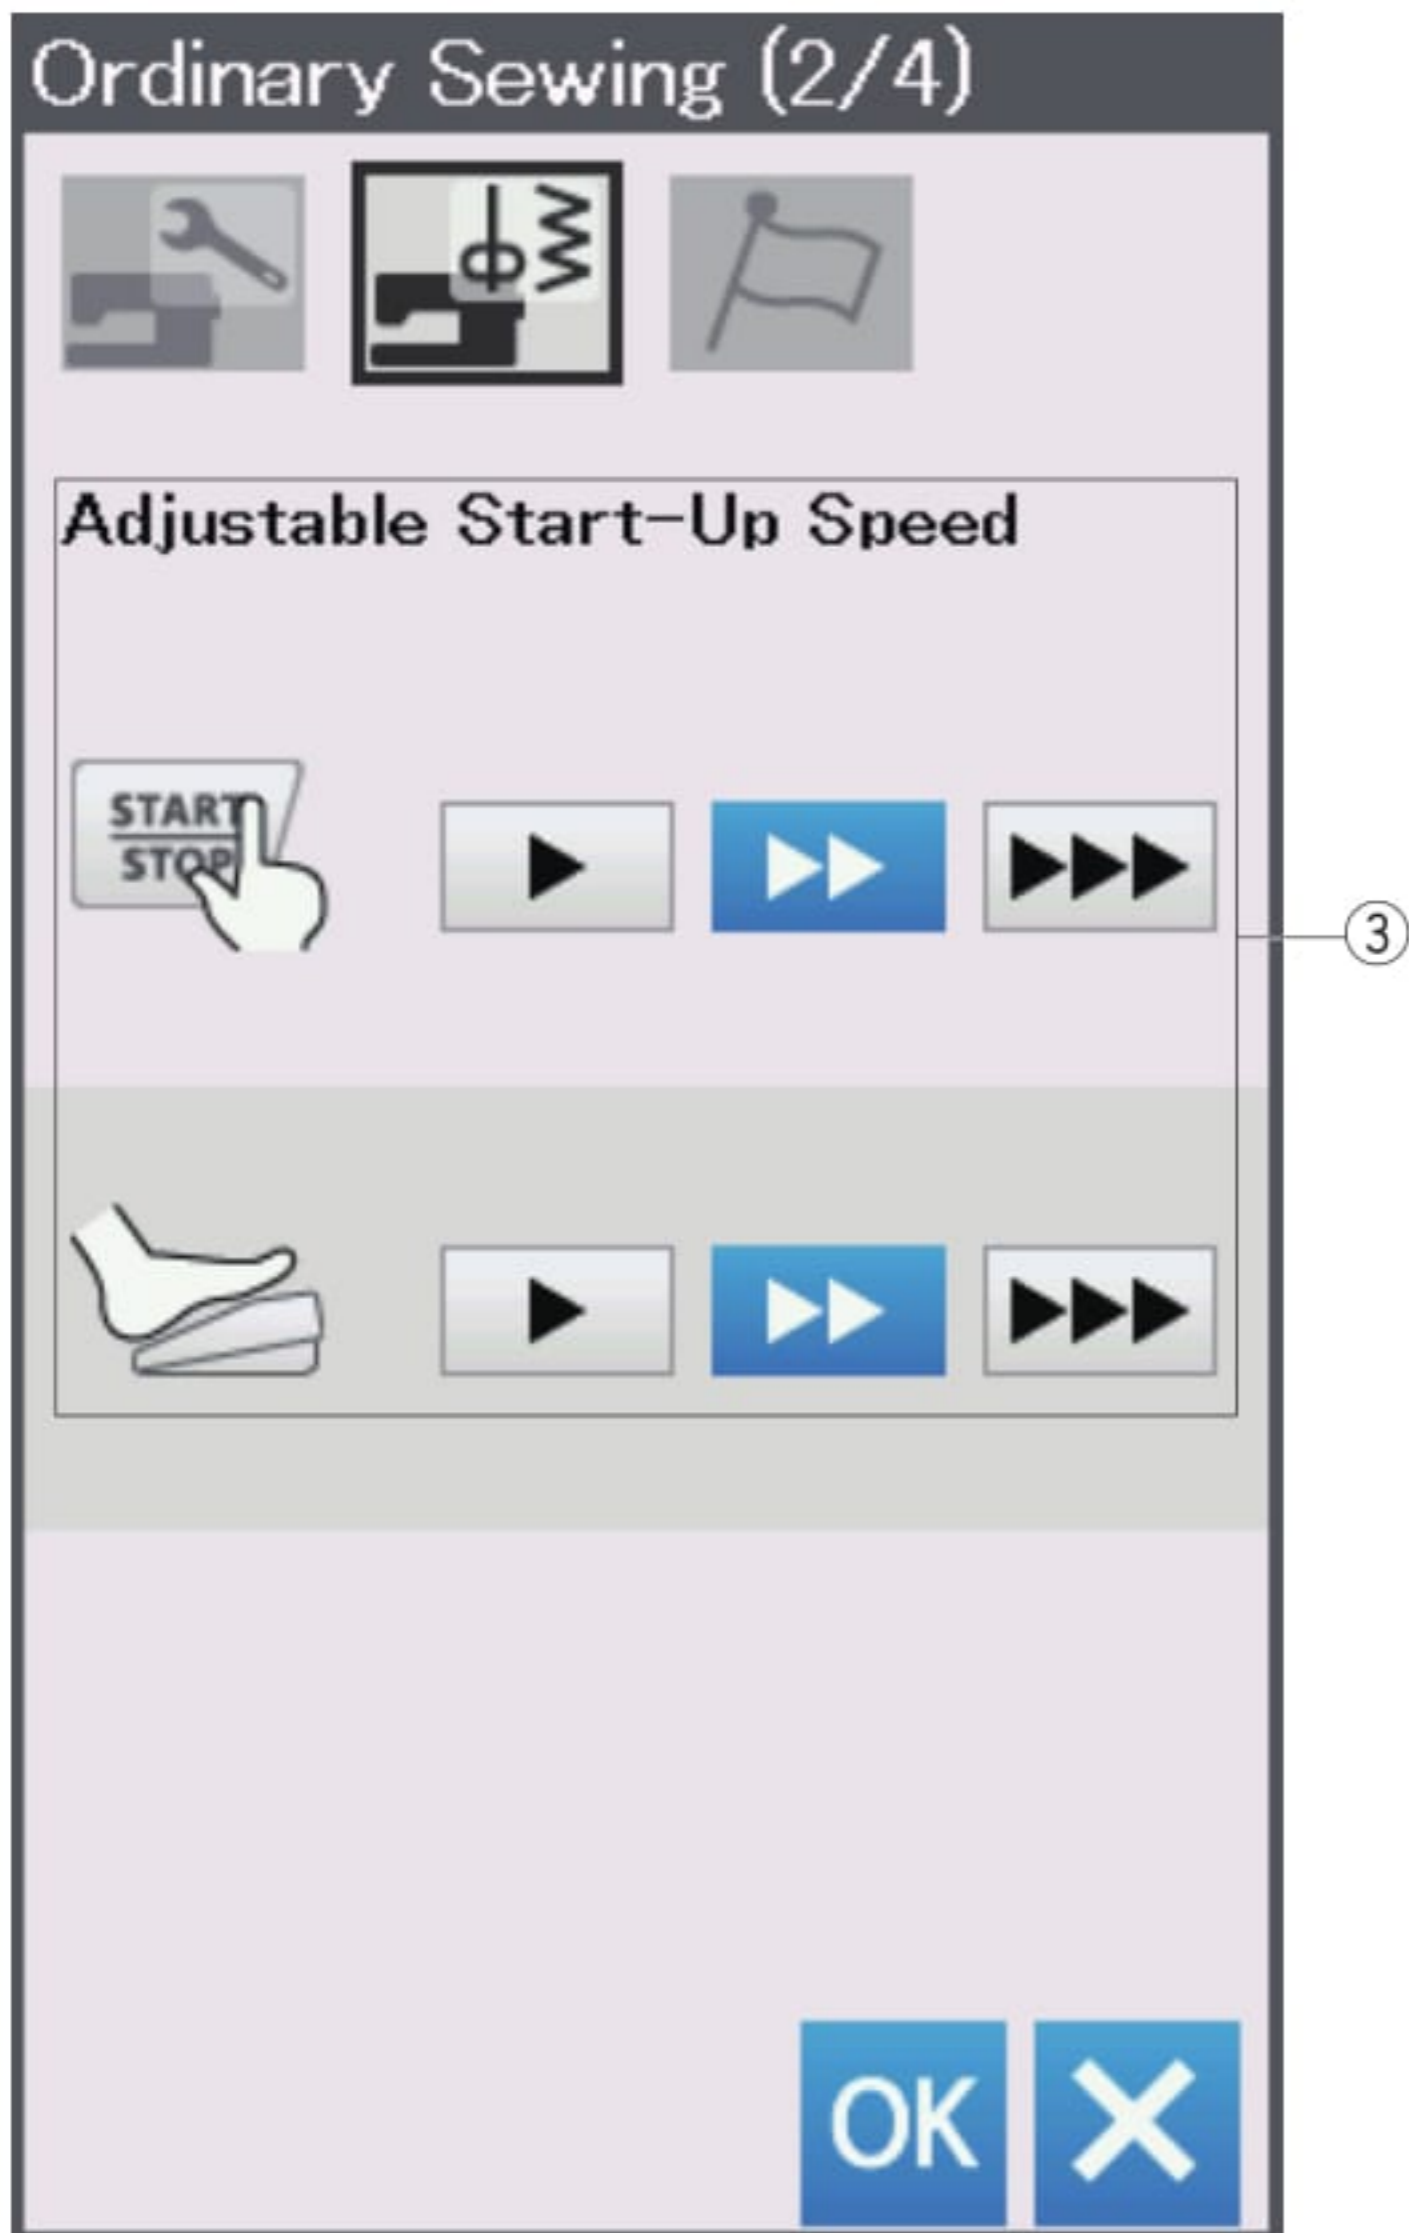 Ordinary Sewing (2/4)
Adjustable Start-Up Speed
START
STOP
③
OK